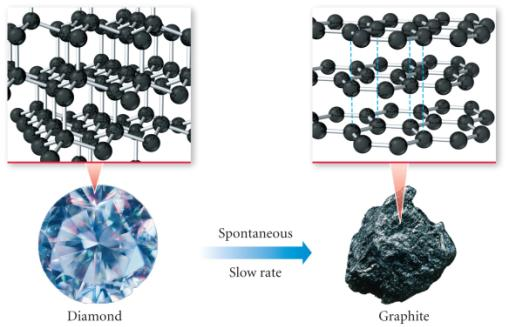 Spontaneous
Slow rate
Diamond
Graphite